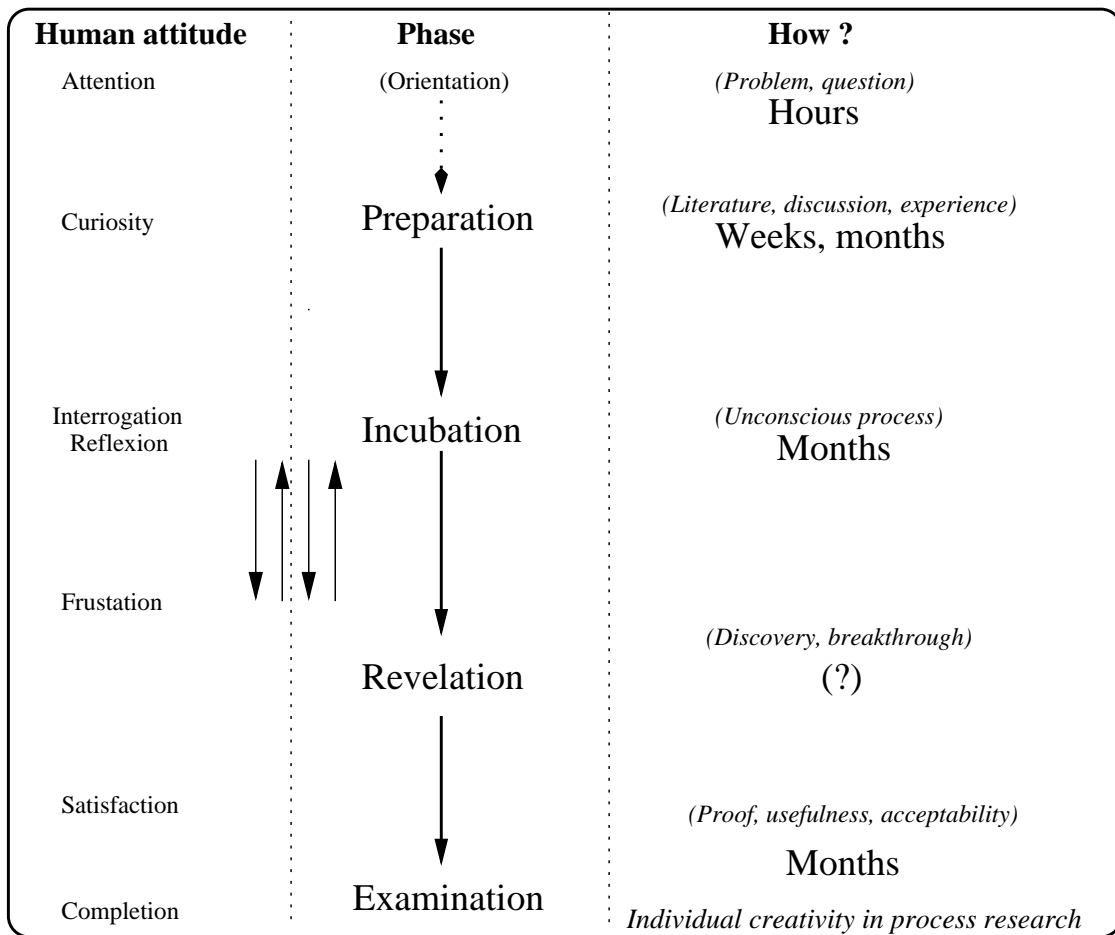 Human attitude
Phase
How ?
Attention
(Orientation)
(Problem, question)
Hours
Curiosity
Preparation
(Literature, discussion, experience)
Weeks, months
Interrogation
Reflexion
Incubation
(Unconscious process)
Months
Frustation
Revelation
(Discovery, breakthrough)
(?)
Satisfaction
(Proof, usefulness, acceptability)
Months
Completion
Examination
Individual creativity in process research